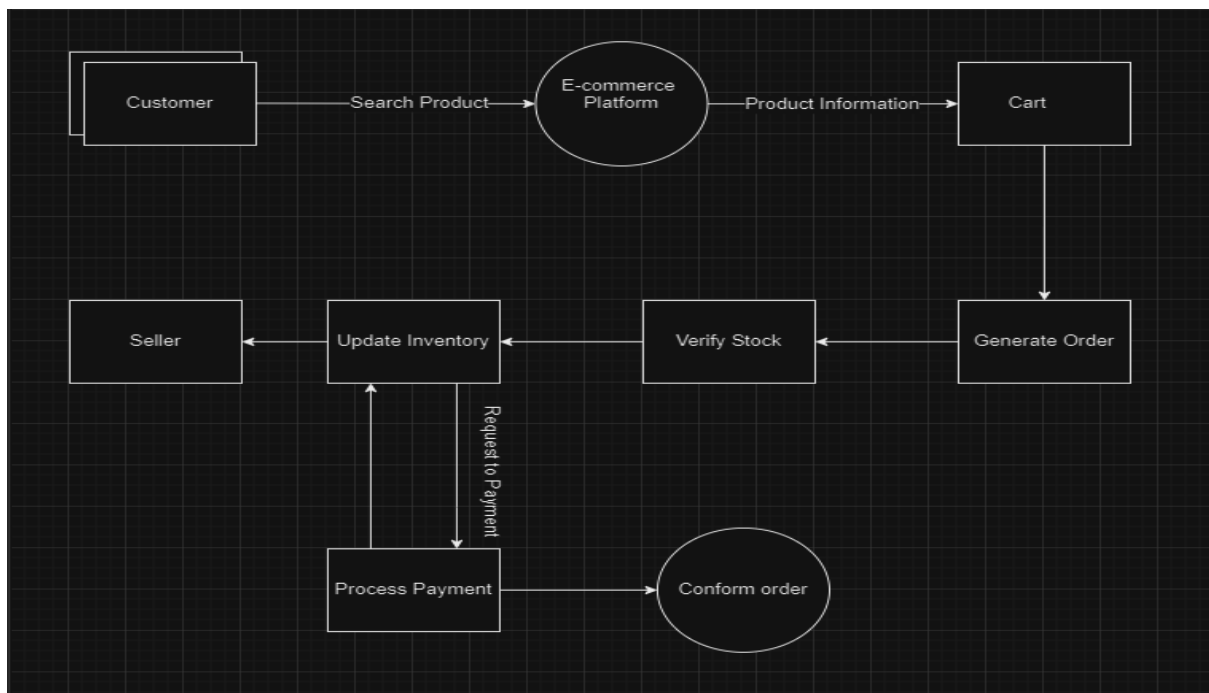 Customer
Search Product
E-commerce
Platform
Product Information
Cart
Seller
Update Inventory
Verify Stock
Generate Order
Request to Payment
Process Payment
Conform order